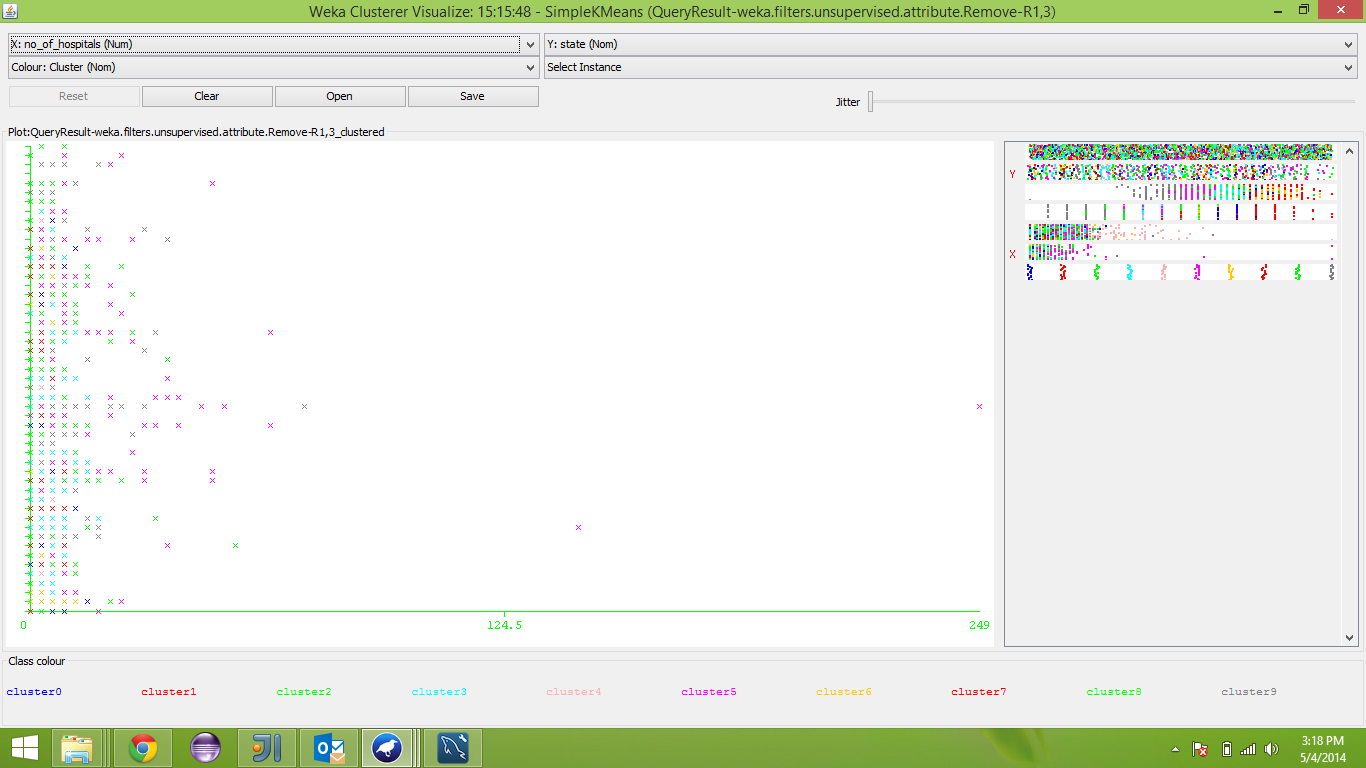 Weka Clusterer Visualize: 15:15:48 - SimpleKMeans (QueryResult-weka.filters.unsupervised.attribute.Remove-R1,3)
X: no_of_hospitals (Num) Y: state (Nom)
Colour: Cluster (Nom) Select Instance
Reset Clear Open Save Jitter
Plot:QueryResult-weka.filters.unsupervised.attribute.Remove-R1,3_clustered
Y
X
0 124.5 249
Class colour
cluster0 cluster1 cluster2 cluster3 cluster4 cluster5 cluster6 cluster7 cluster8 cluster9
3:18 PM
5/4/2014